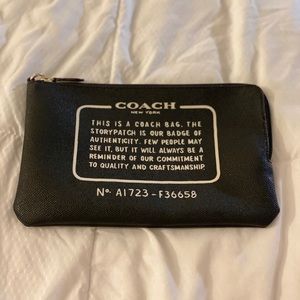 COACH
NEW YORK
THIS IS A COACH BAG. THE
STORYPATCH IS OUR BADGE OF
AUTHENTICITY. FEW PEOPLE MAY
SEE IT, BUT IT WILL ALWAYS BE A
REMINDER OF OUR COMMITMENT
TO QUALITY AND CRAFTSMANSHIP.
No. A1723-F36658